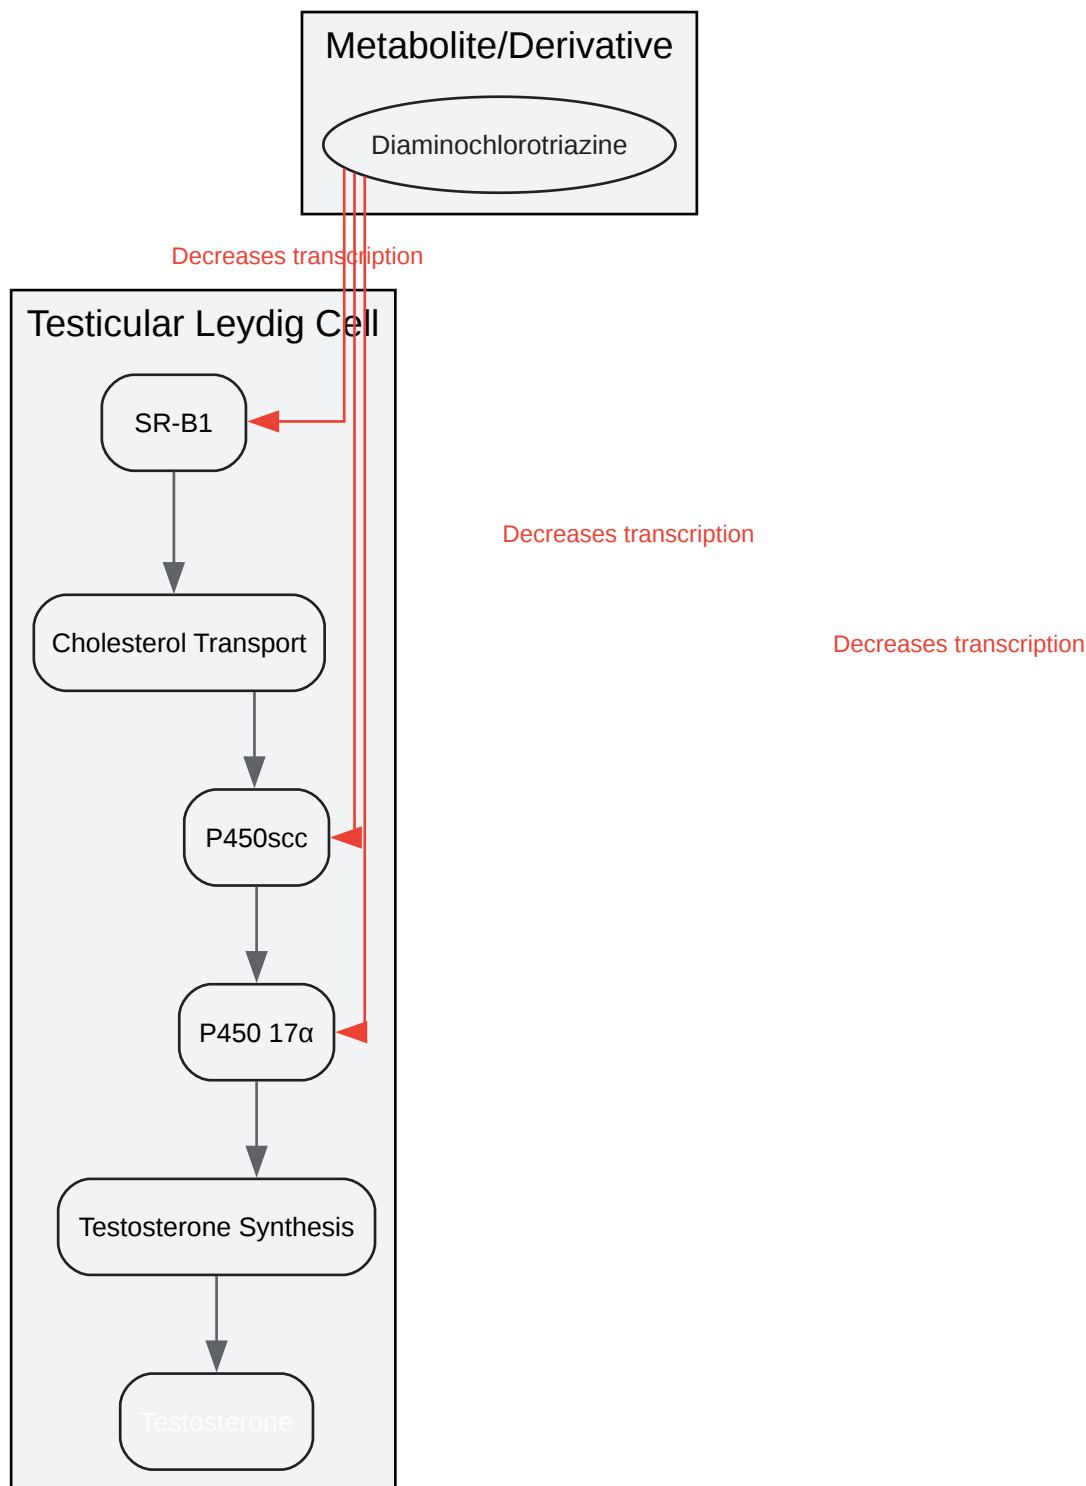 Metabolite/Derivative
Diaminochlorotriazine
Decreases transcription
Testicular Leydig Cell
SR-B1
Decreases transcription
Cholesterol Transport
Decreases transcription
P450scc
P450 17α
Testosterone Synthesis
Testosterone